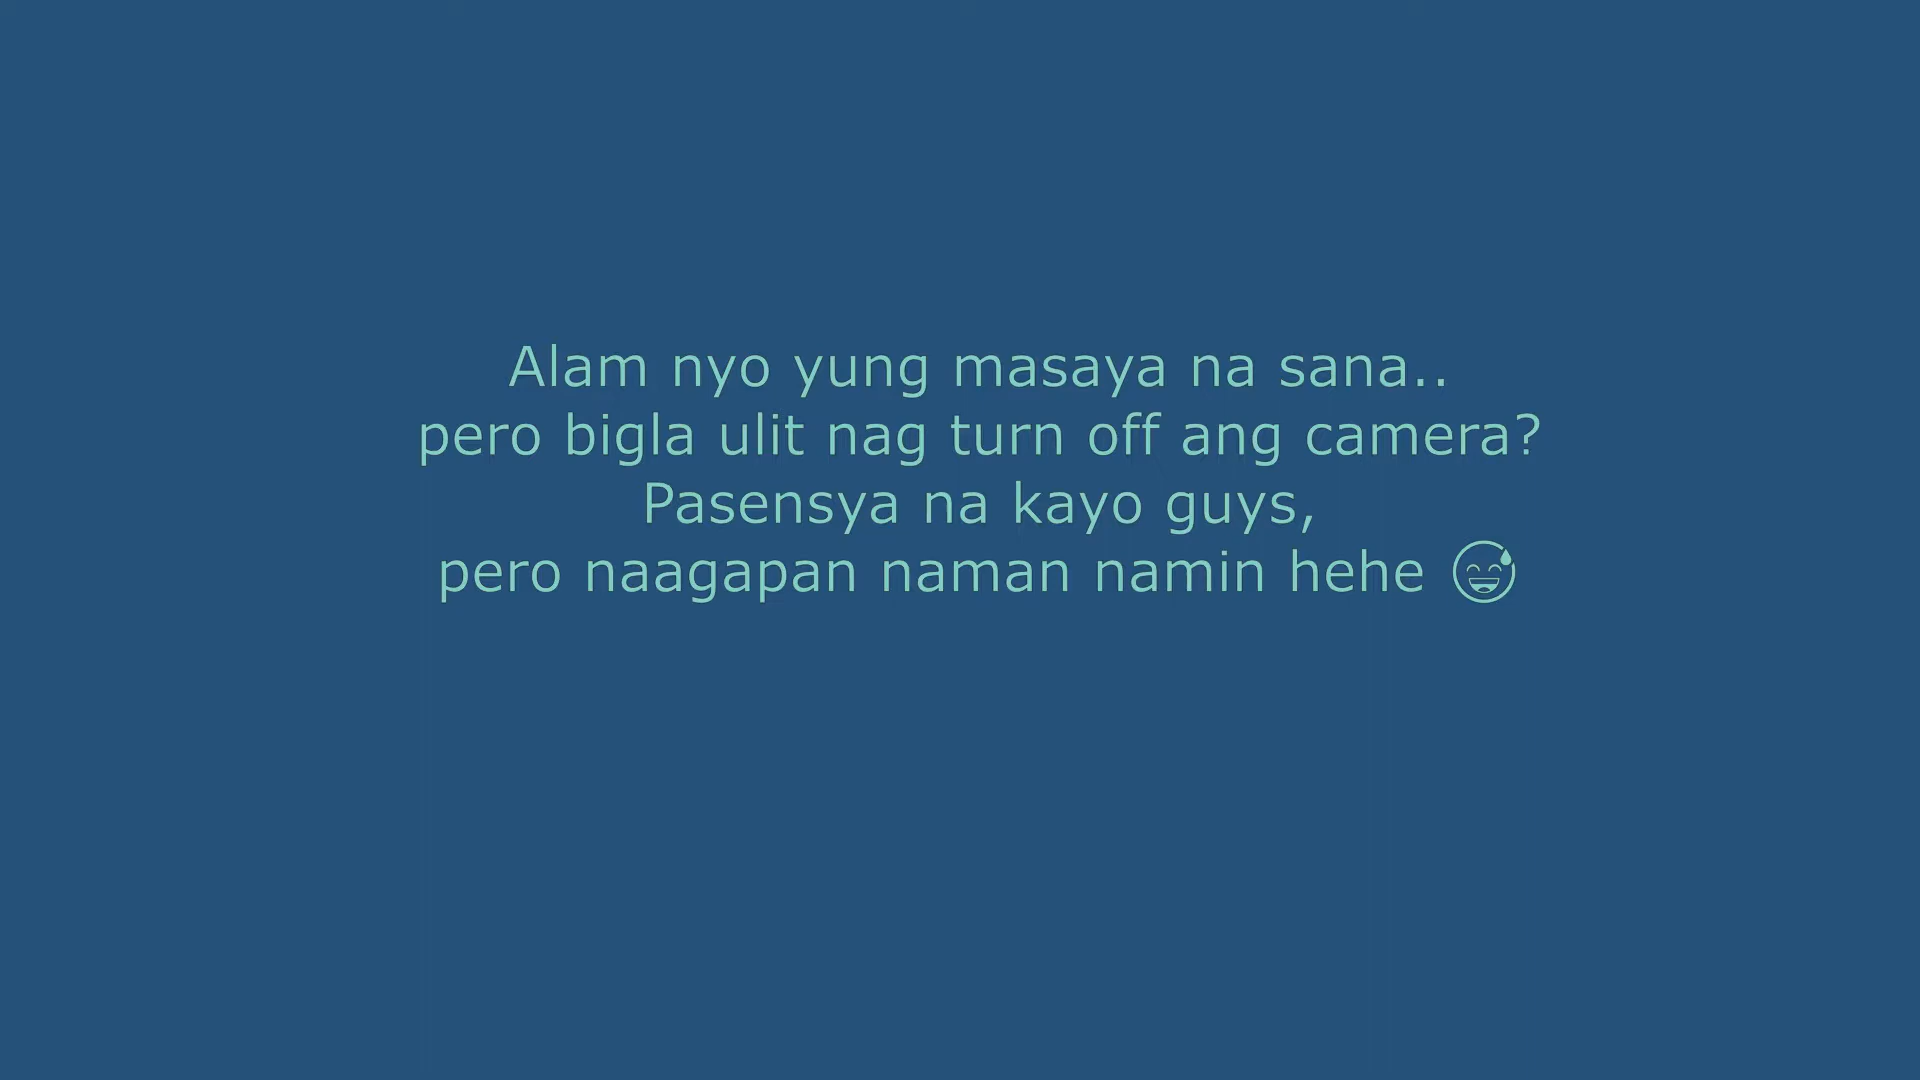 Alam nyo yung masaya na sana..
pero bigla ulit nag turn off ang camera?
Pasensya na kayo guys,
pero naagapan naman namin hehe 😅